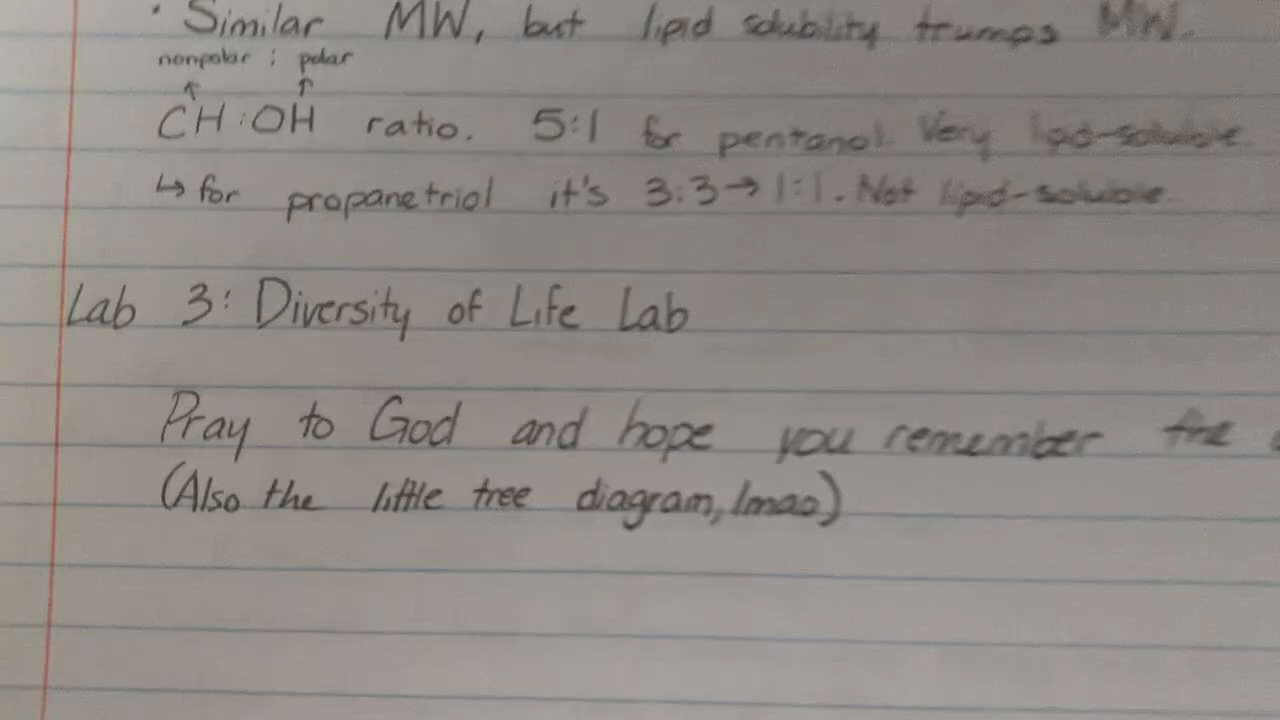 · Similar MW, but lipid solubility trumps MW.
nonpolar : polar
↑ ↑
CH:OH ratio. 5:1 for pentanol. Very lipid-soluble
↳ for propanetriol it's 3:3→1:1. Not lipid-soluble.
Lab 3: Diversity of Life Lab
Pray to God and hope you remember the
(Also the little tree diagram, lmao)